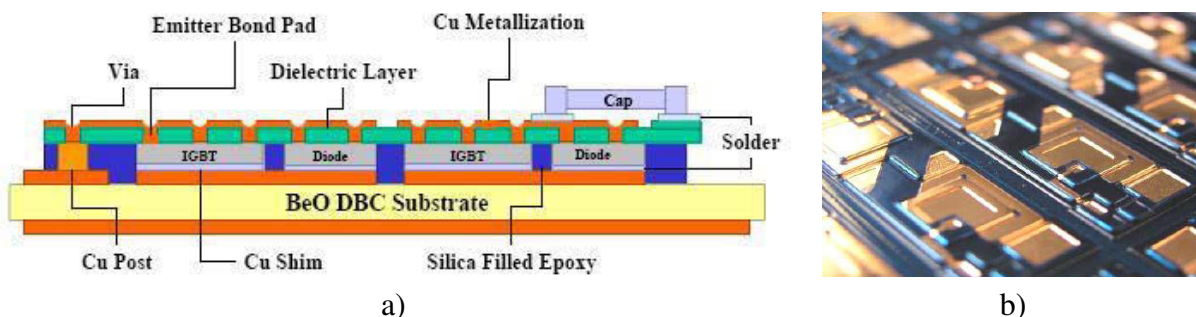 Emitter Bond Pad
Cu Metallization
Via
Dielectric Layer
Cap
Solder
IGBT
Diode
IGBT
Diode
BeO DBC Substrate
Cu Post
Cu Shim
Silica Filled Epoxy
a)
b)